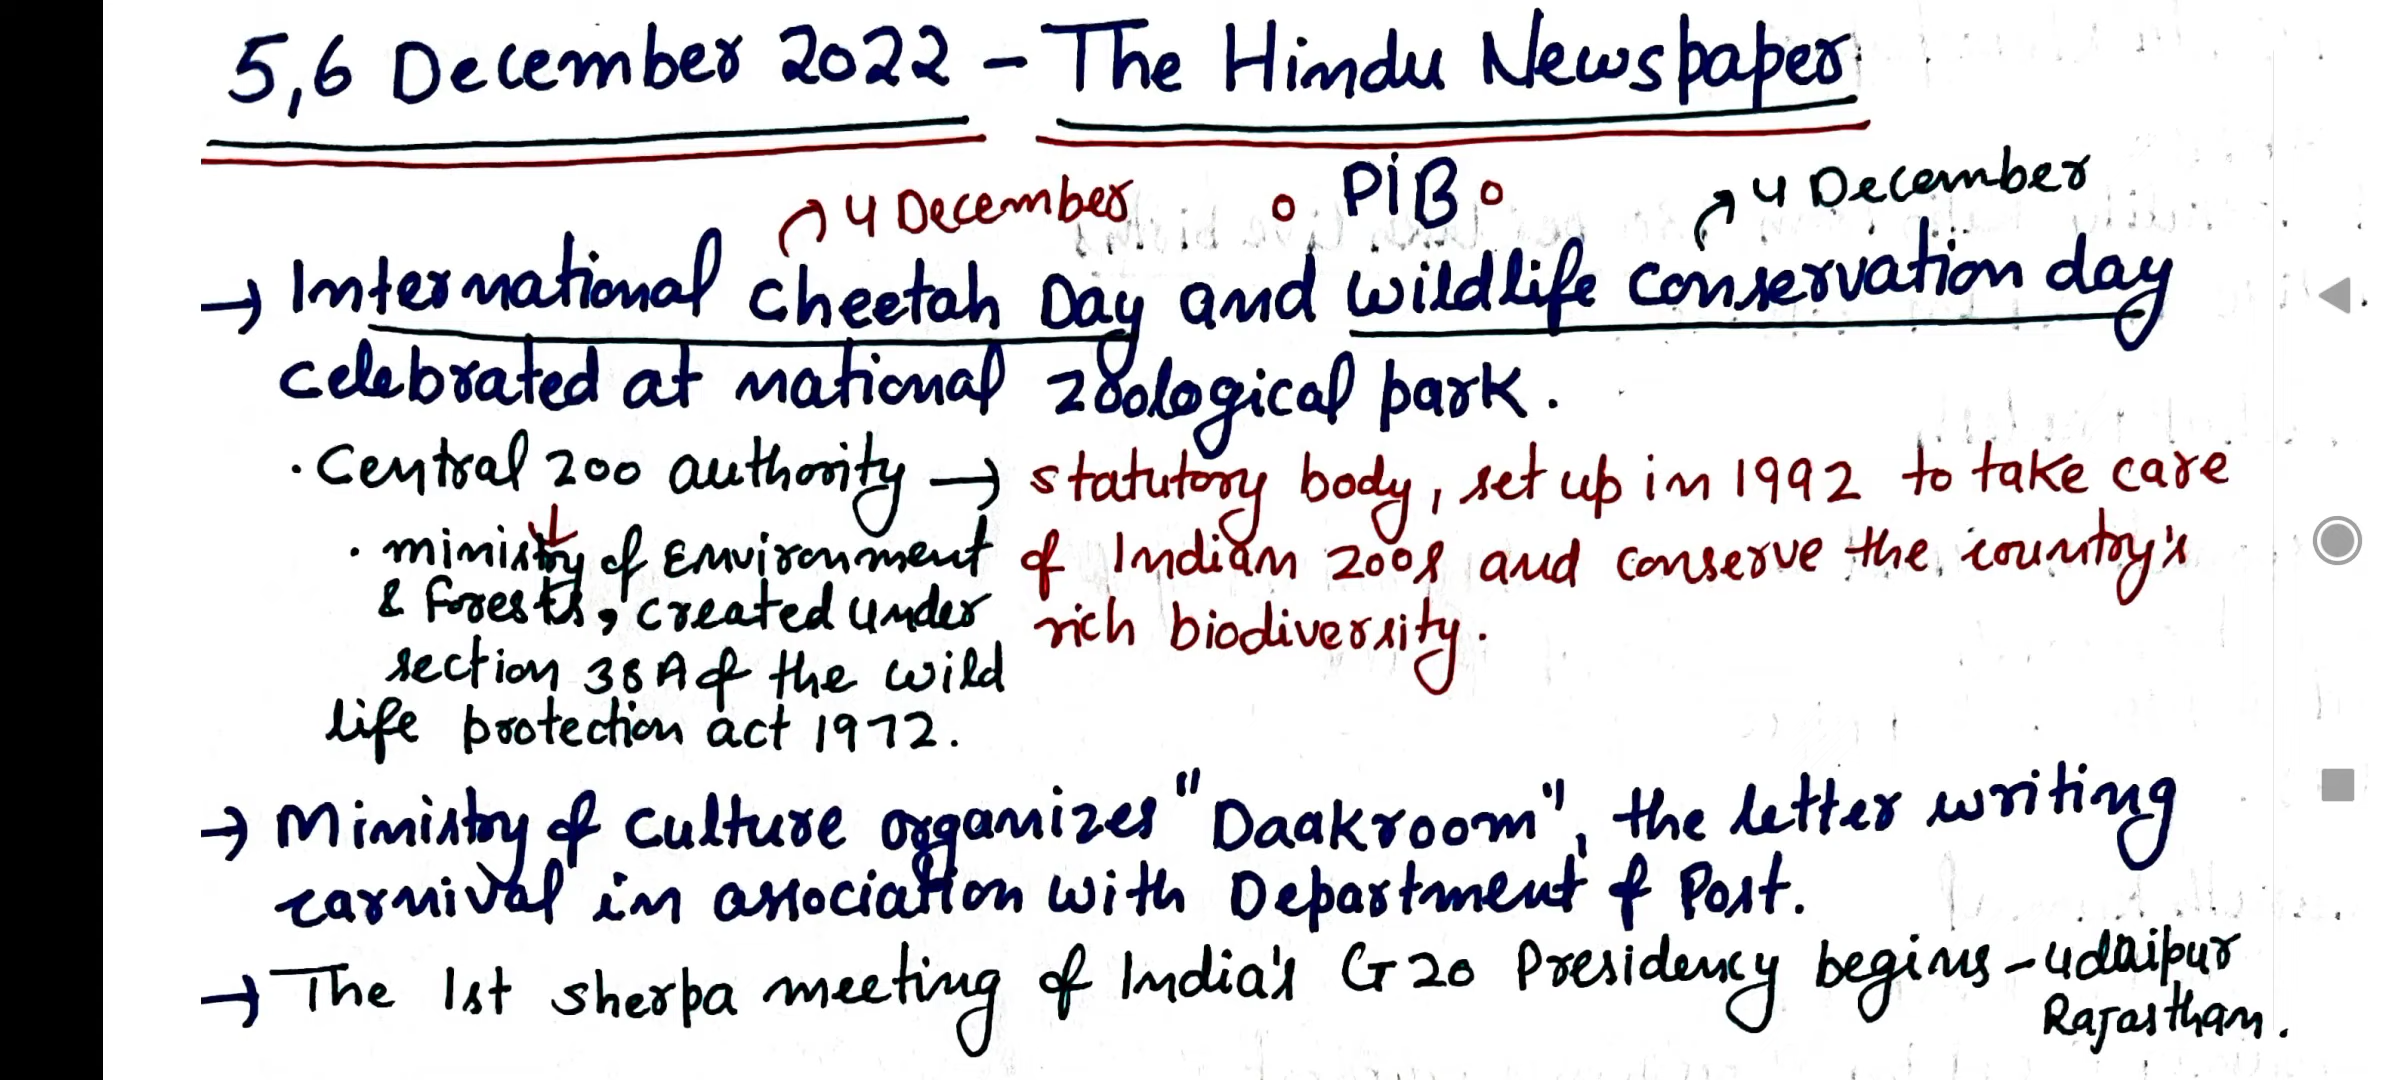 5,6 December 2022 - The Hindu Newspaper
4 December • PIB • 4 December
→ International cheetah Day and wildlife conservation day
celebrated at national zoological park.
· Central zoo authority → statutory body, set up in 1992 to take care
of Indian zoos and conserve the country's
rich biodiversity.
· ministry of Environment
& forests, created under
section 38A of the wild
life protection act 1972.
→ Ministry of Culture organizes "Daakroom", the letter writing
carnival in association with Department of Post.
→ The 1st sherpa meeting of India's G20 Presidency begins - Udaipur
Rajasthan.